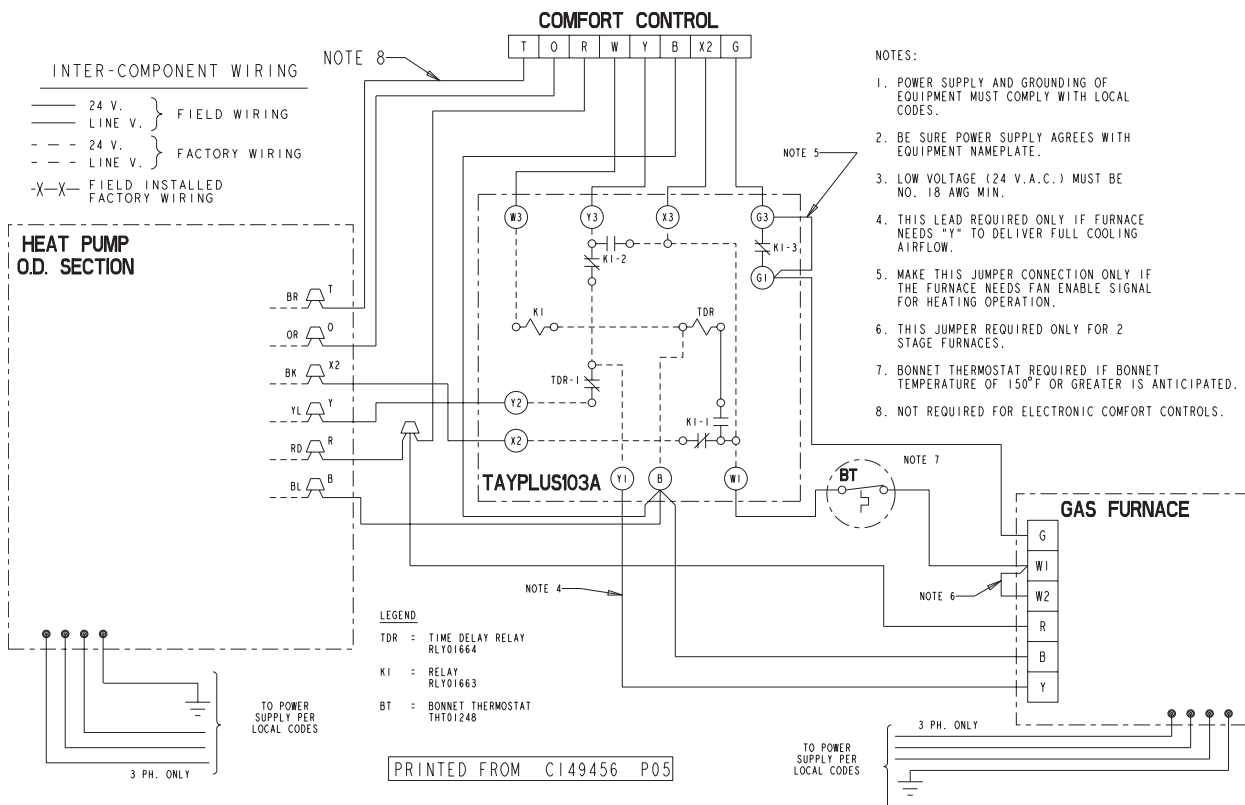 COMFORT CONTROL
T O R W Y B X2 G
NOTE 8
INTER-COMPONENT WIRING
24 V.
LINE V.
FIELD WIRING
24 V.
LINE V.
FACTORY WIRING
-X-X- FIELD INSTALLED
FACTORY WIRING
NOTES:
1. POWER SUPPLY AND GROUNDING OF
EQUIPMENT MUST COMPLY WITH LOCAL
CODES.
2. BE SURE POWER SUPPLY AGREES WITH
EQUIPMENT NAMEPLATE.
3. LOW VOLTAGE (24 V.A.C.) MUST BE
NO. 18 AWG MIN.
4. THIS LEAD REQUIRED ONLY IF FURNACE
NEEDS "Y" TO DELIVER FULL COOLING
AIRFLOW.
5. MAKE THIS JUMPER CONNECTION ONLY IF
THE FURNACE NEEDS FAN ENABLE SIGNAL
FOR HEATING OPERATION.
6. THIS JUMPER REQUIRED ONLY FOR 2
STAGE FURNACES.
7. BONNET THERMOSTAT REQUIRED IF BONNET
TEMPERATURE OF 150°F OR GREATER IS ANTICIPATED.
8. NOT REQUIRED FOR ELECTRONIC COMFORT CONTROLS.
NOTE 5
HEAT PUMP
O.D. SECTION
BR T
OR O
BK X2
YL Y
RD R
BL B
W3 Y3 X3 G3
K1-2
K1-3
G1
K1
TDR
TDR-1
Y2
K1-1
X2
TAYPLUS103A
Y1 B W1
NOTE 7
BT
GAS FURNACE
G
W1
W2
R
B
Y
NOTE 4
NOTE 6
LEGEND
TDR = TIME DELAY RELAY
RLY01664
K1 = RELAY
RLY01663
BT = BONNET THERMOSTAT
THT01248
TO POWER
SUPPLY PER
LOCAL CODES
3 PH. ONLY
PRINTED FROM C149456 P05
3 PH. ONLY
TO POWER
SUPPLY PER
LOCAL CODES